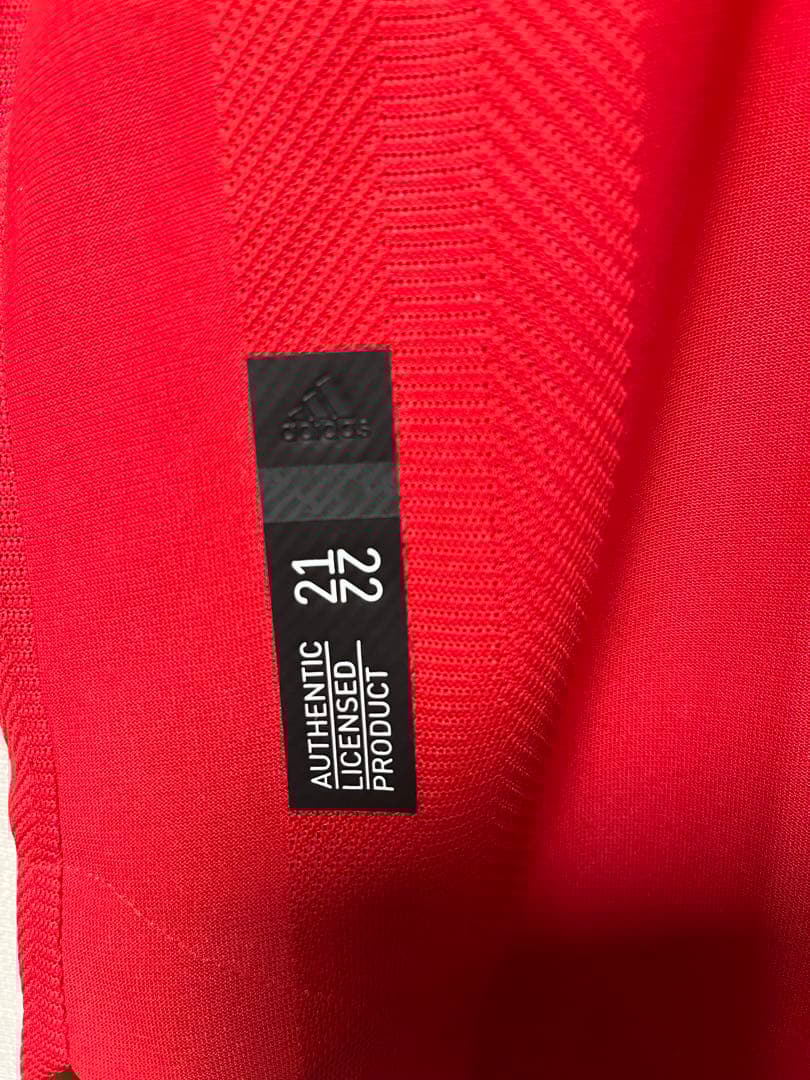 adidas
21
22
AUTHENTIC
LICENSED
PRODUCT